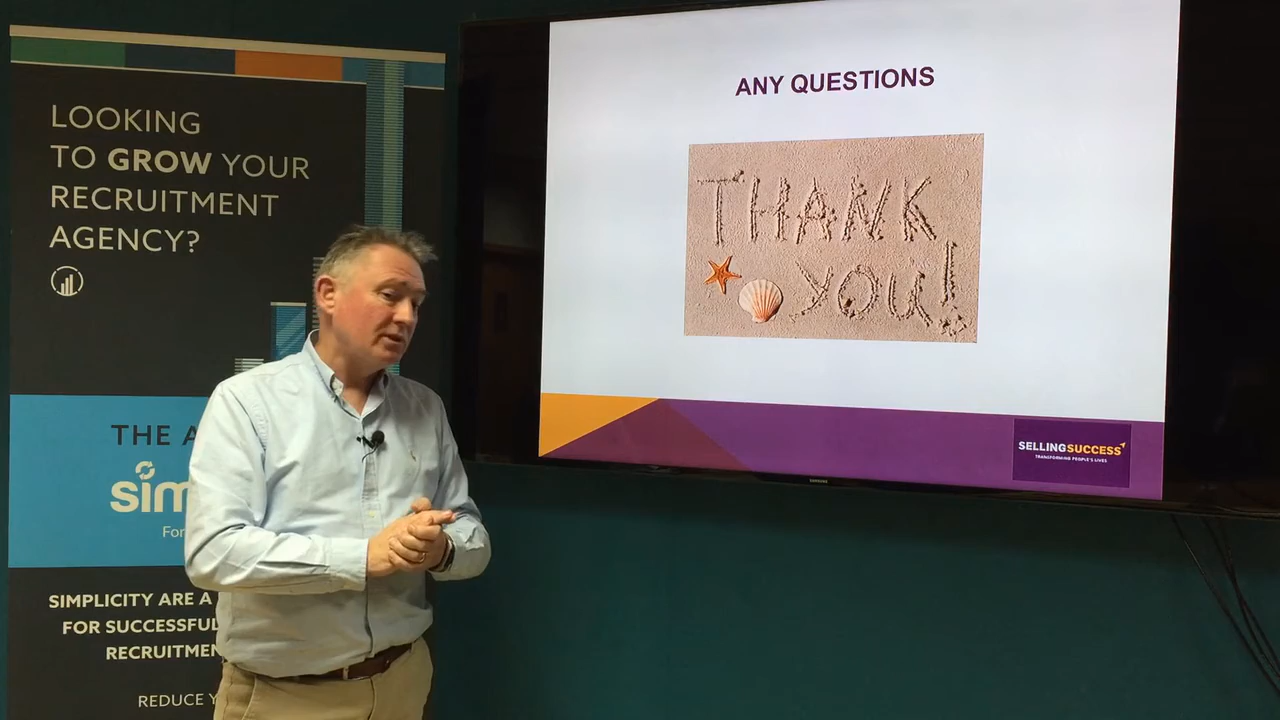 LOOKING
TO GROW YOUR
RECRUITMENT
AGENCY?
THE A
sim
For
SIMPLICITY ARE A
FOR SUCCESSFUL
RECRUITMEN
REDUCE Y
ANY QUESTIONS
THANK
YOU!
SELLINGSUCCESS
TRANSFORMING PEOPLE'S LIVES
SAMSUNG